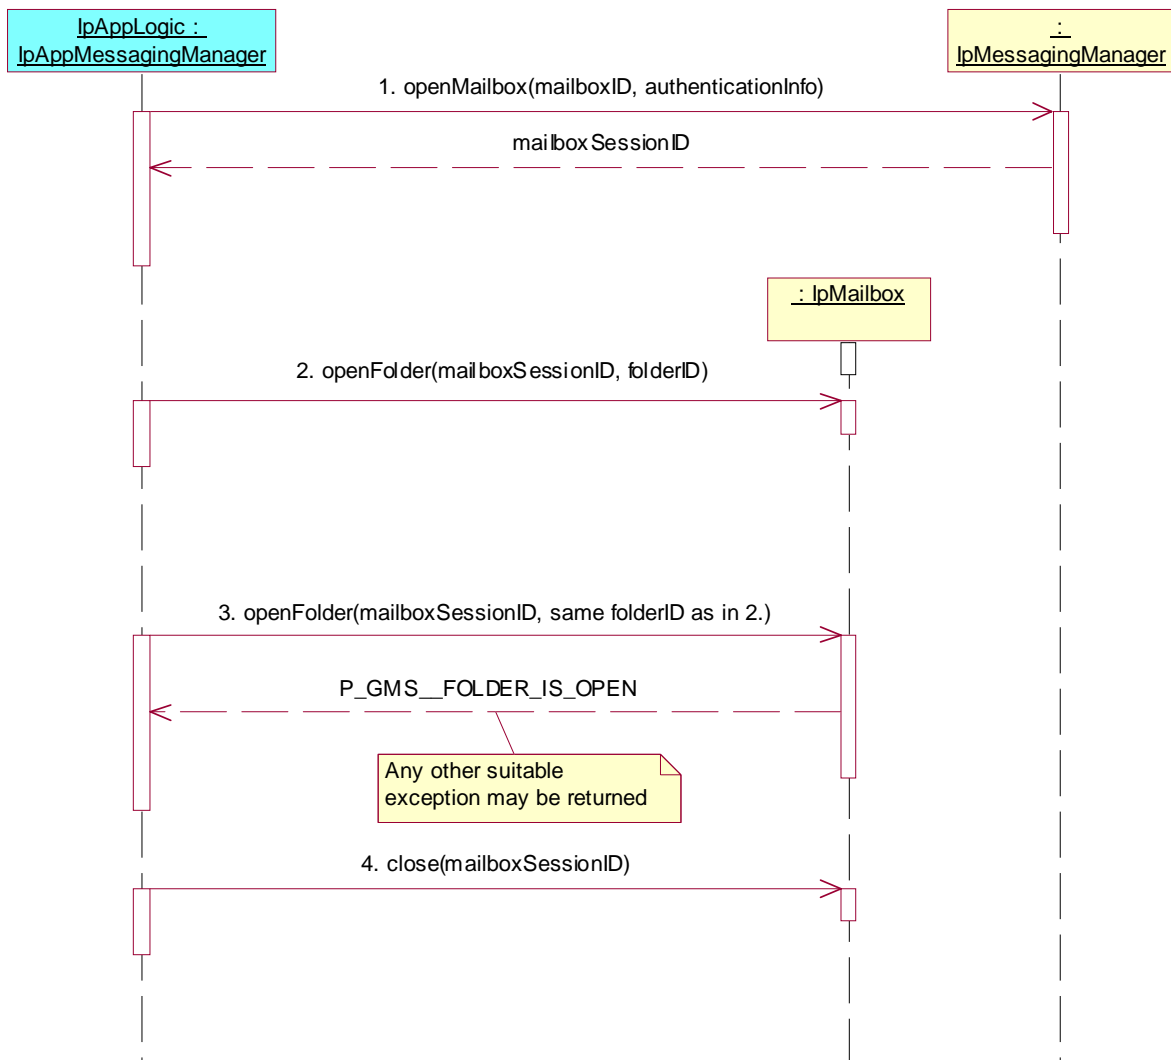 IpAppLogic :
IpAppMessagingManager
:
IpMessagingManager
1. openMailbox(mailboxID, authenticationInfo)
mailboxSessionID
: IpMailbox
2. openFolder(mailboxSessionID, folderID)
3. openFolder(mailboxSessionID, same folderID as in 2.)
P_GMS__FOLDER_IS_OPEN
Any other suitable
exception may be returned
4. close(mailboxSessionID)